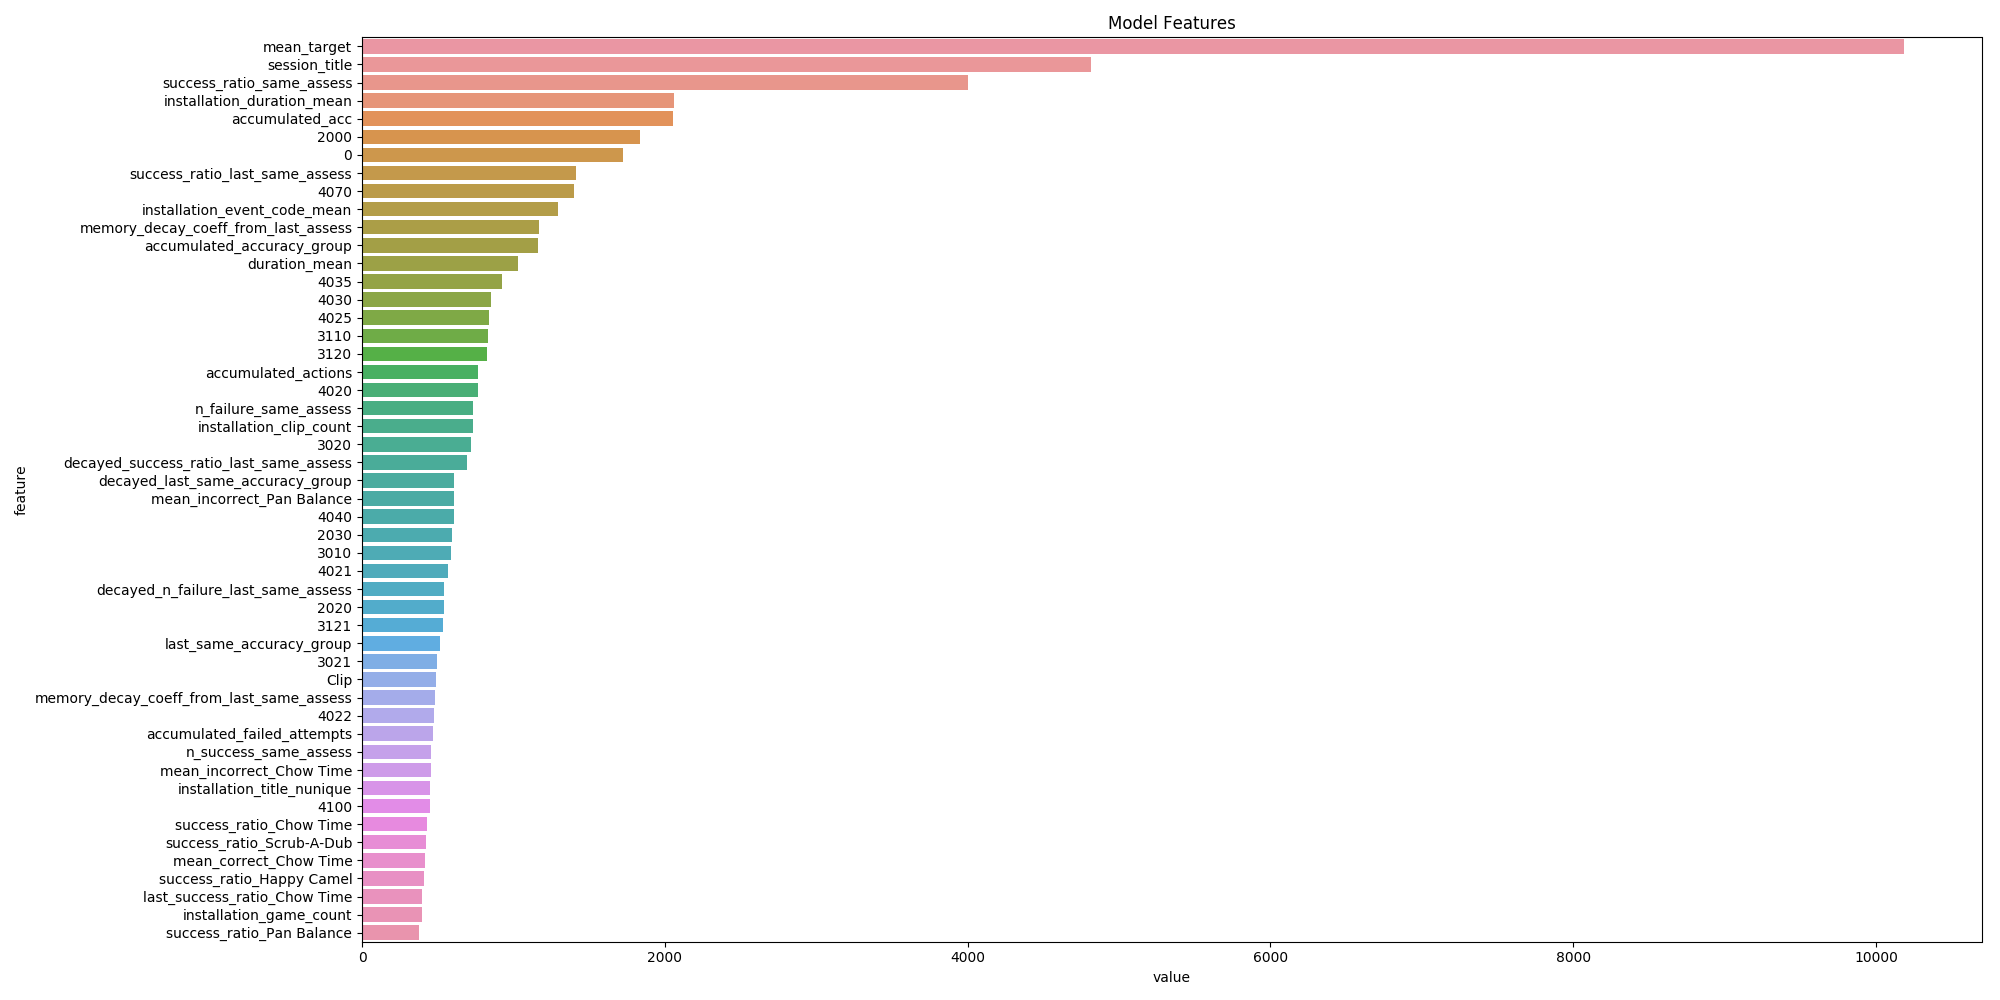 Model Features
mean_target
session_title
success_ratio_same_assess
installation_duration_mean
accumulated_acc
2000
0
success_ratio_last_same_assess
4070
installation_event_code_mean
memory_decay_coeff_from_last_assess
accumulated_accuracy_group
duration_mean
4035
4030
4025
3110
3120
accumulated_actions
4020
n_failure_same_assess
installation_clip_count
3020
decayed_success_ratio_last_same_assess
decayed_last_same_accuracy_group
mean_incorrect_Pan Balance
4040
2030
3010
4021
decayed_n_failure_last_same_assess
2020
3121
last_same_accuracy_group
3021
Clip
memory_decay_coeff_from_last_same_assess
4022
accumulated_failed_attempts
n_success_same_assess
mean_incorrect_Chow Time
installation_title_nunique
4100
success_ratio_Chow Time
success_ratio_Scrub-A-Dub
mean_correct_Chow Time
success_ratio_Happy Camel
last_success_ratio_Chow Time
installation_game_count
success_ratio_Pan Balance
feature
0 2000 4000 6000 8000 10000
value